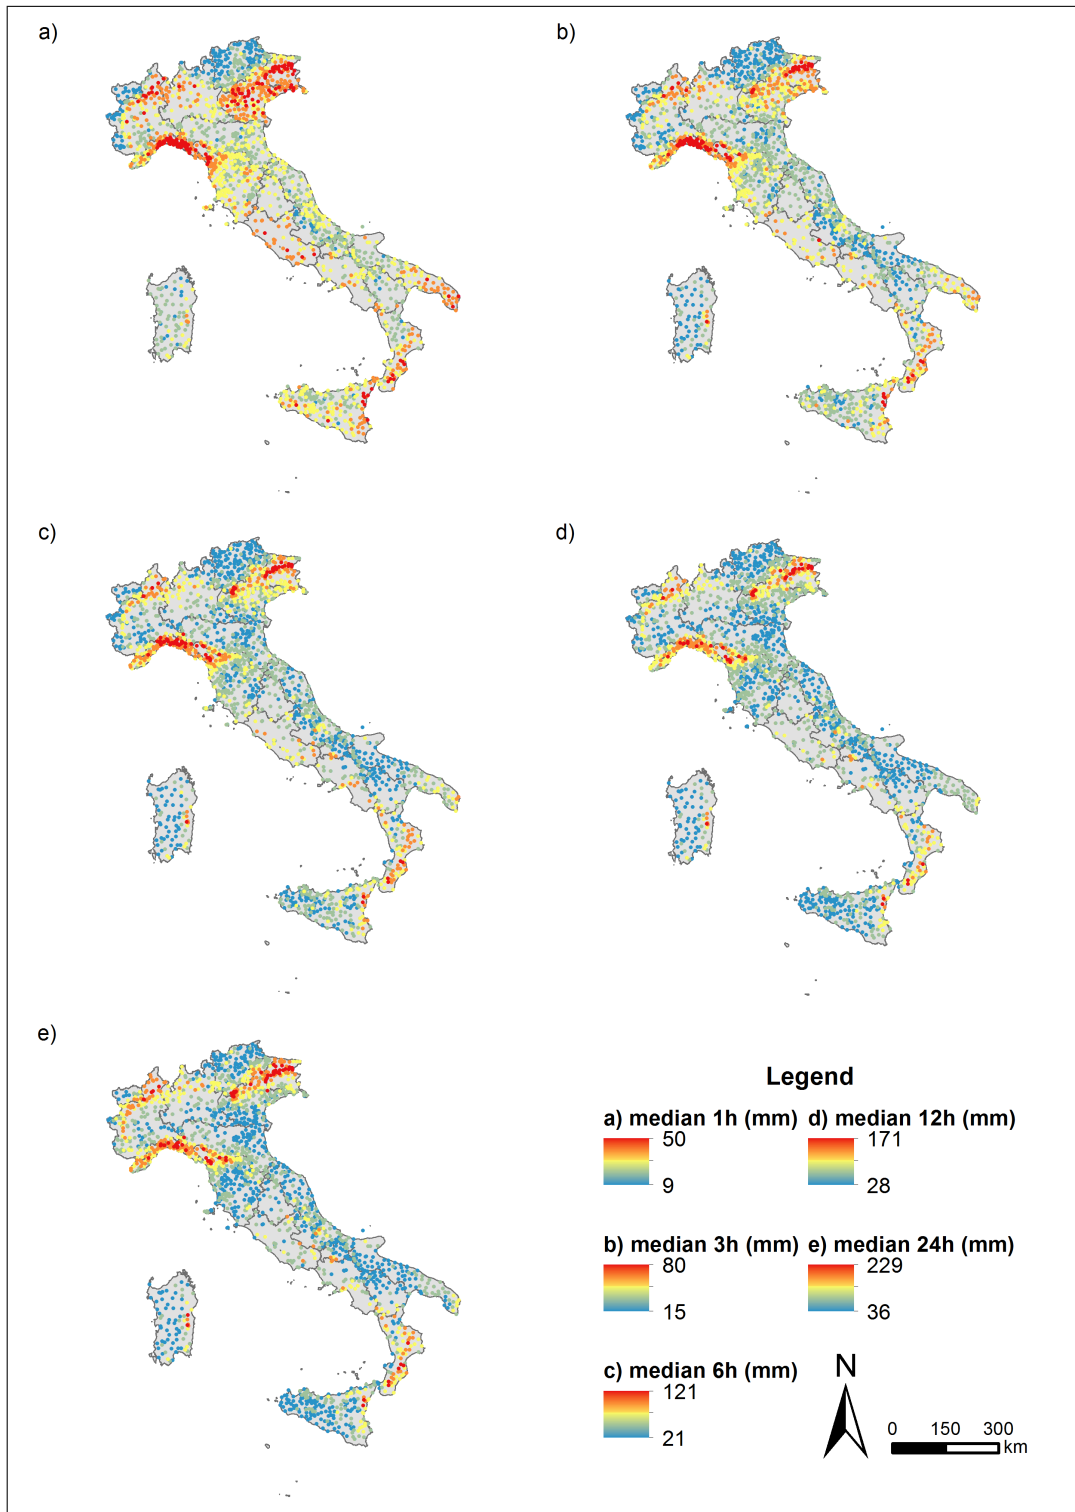 a)
b)
c)
d)
e)
Legend
a) median 1h (mm)
50
9
d) median 12h (mm)
171
28
b) median 3h (mm)
80
15
e) median 24h (mm)
229
36
c) median 6h (mm)
121
21
N
0 150 300
km